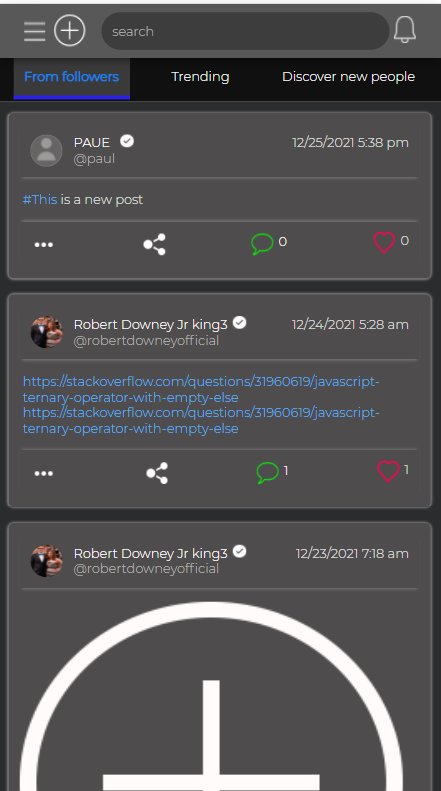 search
From followers Trending Discover new people
PAUE 12/25/2021 5:38 pm
@paul
#This is a new post
0 0
Robert Downey Jr king3 12/24/2021 5:28 am
@robertdowneyofficial
https://stackoverflow.com/questions/31960619/javascript-
ternary-operator-with-empty-else
https://stackoverflow.com/questions/31960619/javascript-
ternary-operator-with-empty-else
1 1
Robert Downey Jr king3 12/23/2021 7:18 am
@robertdowneyofficial